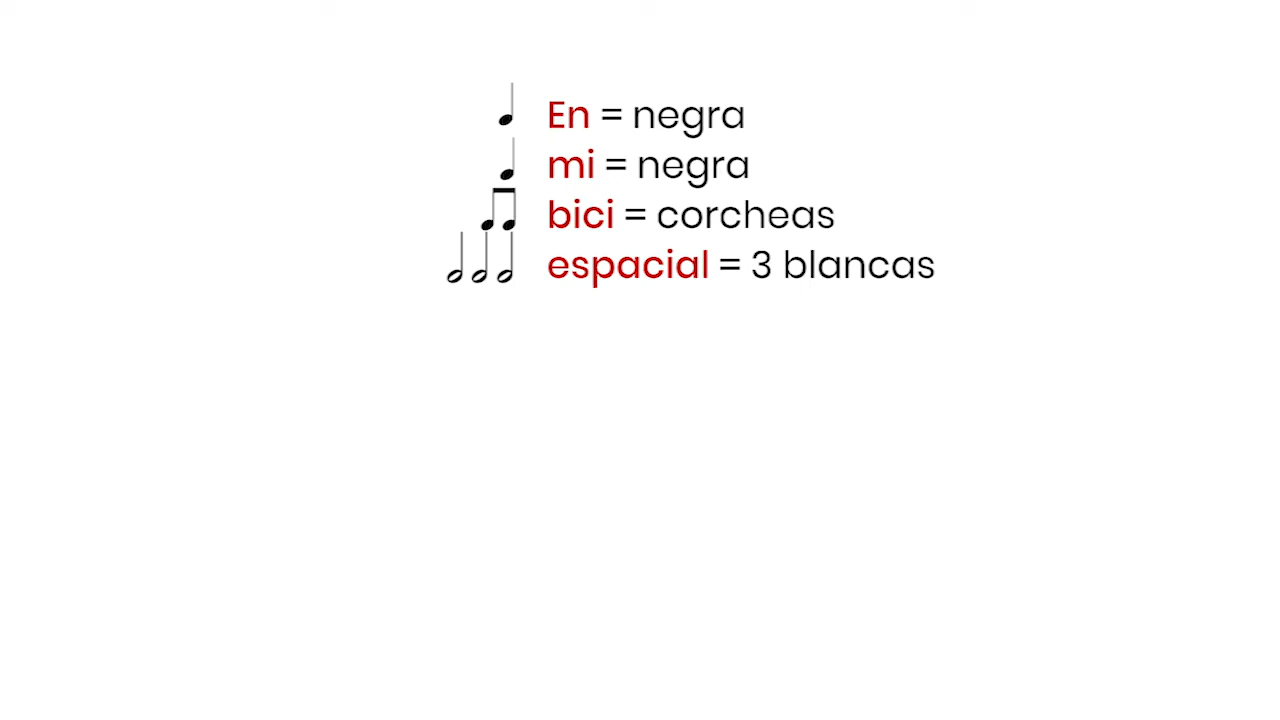 En = negra
mi = negra
bici = corcheas
espacial = 3 blancas